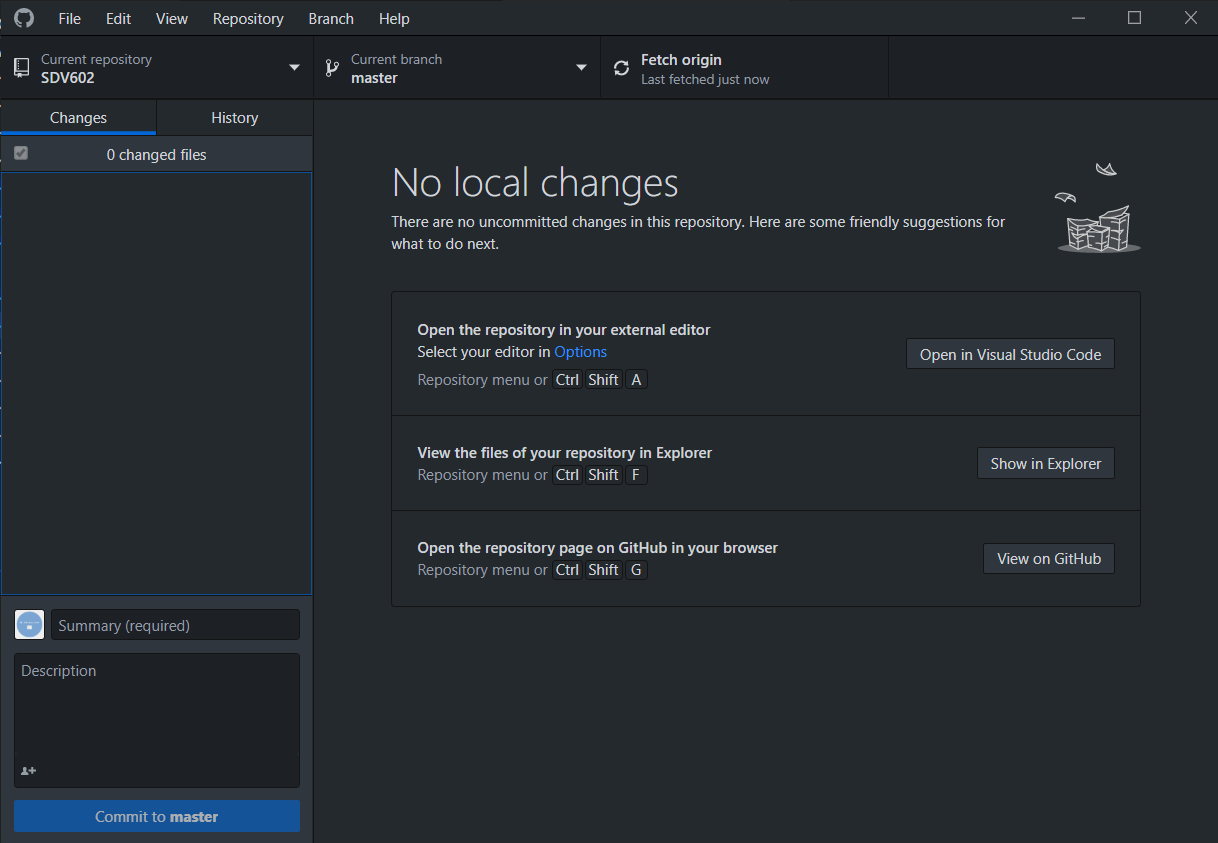 File Edit View Repository Branch Help
Current repository
SDV602
Current branch
master
Fetch origin
Last fetched just now
Changes
History
0 changed files
No local changes
There are no uncommitted changes in this repository. Here are some friendly suggestions for
what to do next.
Open the repository in your external editor
Select your editor in Options
Repository menu or Ctrl Shift A
Open in Visual Studio Code
View the files of your repository in Explorer
Repository menu or Ctrl Shift F
Show in Explorer
Open the repository page on GitHub in your browser
Repository menu or Ctrl Shift G
View on GitHub
Summary (required)
Description
Commit to master